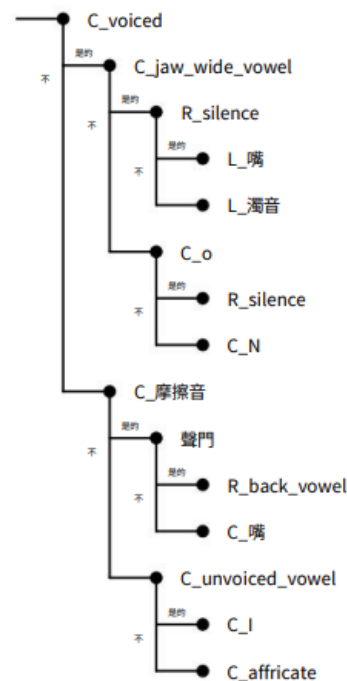 C_voiced
是的
不
C_jaw_wide_vowel
是的
不
R_silence
是的
不
L_嘴
L_濁音
C_o
是的
不
R_silence
C_N
C_摩擦音
是的
不
聲門
是的
不
R_back_vowel
C_嘴
C_unvoiced_vowel
是的
不
C_I
C_affricate